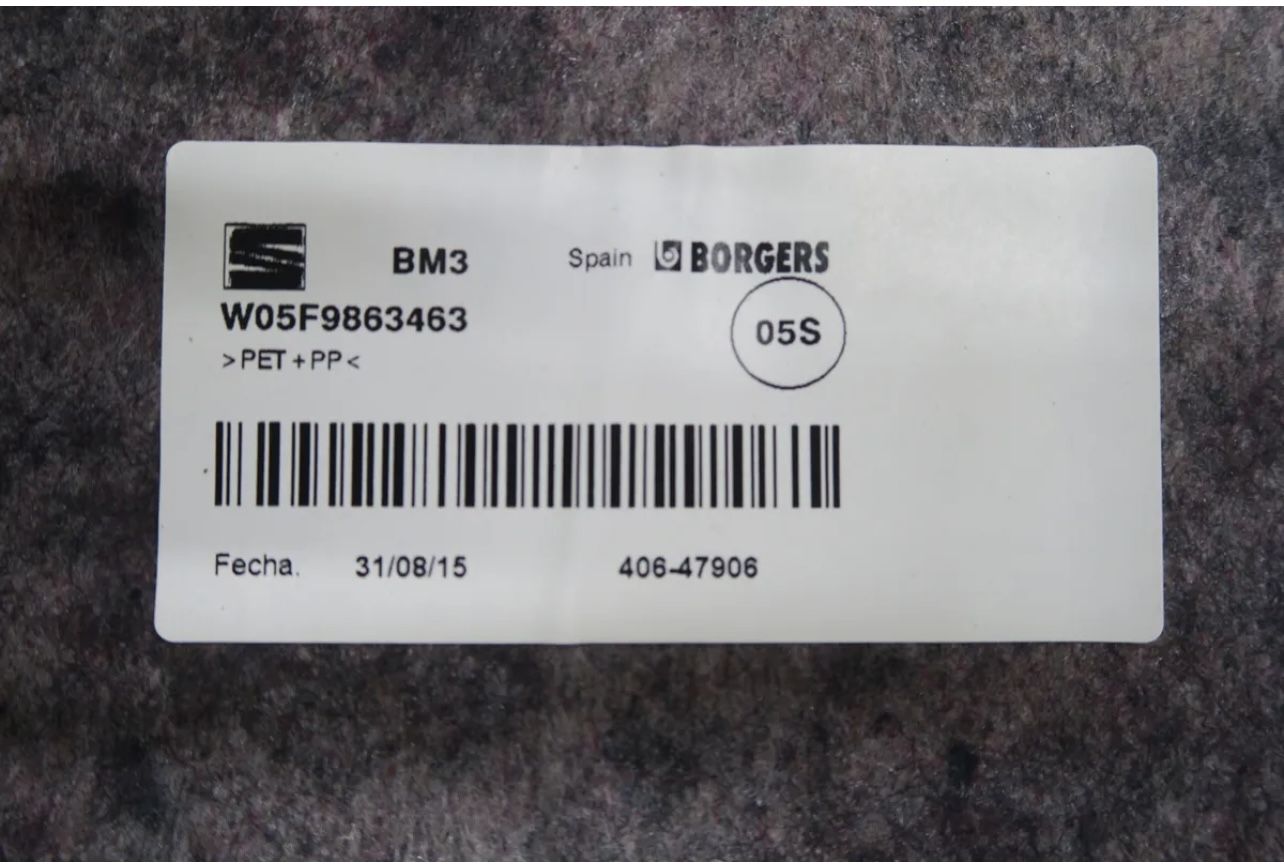 BM3 Spain BORGERS
W05F9863463
05S
>PET+PP<
Fecha. 31/08/15 406-47906